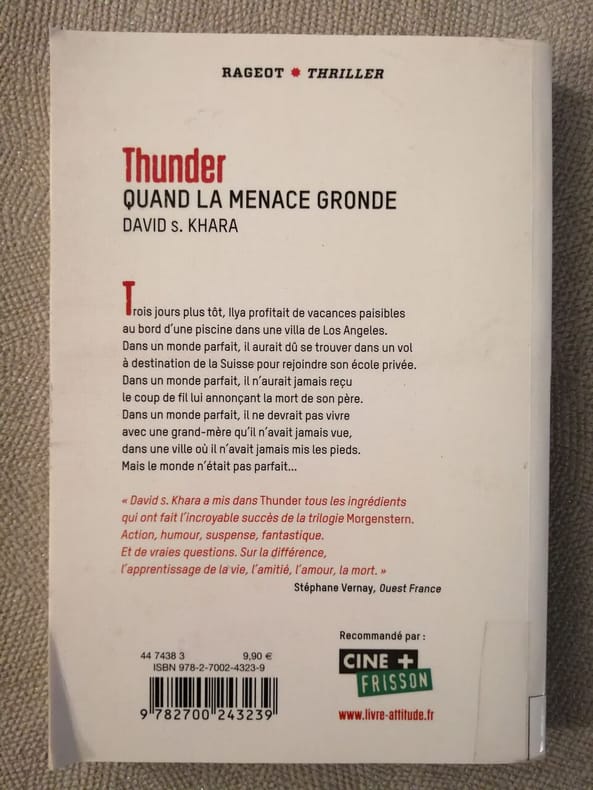 RAGEOT * THRILLER
Thunder
QUAND LA MENACE GRONDE
DAVID s. KHARA
Trois jours plus tôt, Ilya profitait de vacances paisibles
au bord d'une piscine dans une villa de Los Angeles.
Dans un monde parfait, il aurait dû se trouver dans un vol
à destination de la Suisse pour rejoindre son école privée.
Dans un monde parfait, il n'aurait jamais reçu
le coup de fil lui annonçant la mort de son père.
Dans un monde parfait, il ne devrait pas vivre
avec une grand-mère qu'il n'avait jamais vue,
dans une ville où il n'avait jamais mis les pieds.
Mais le monde n'était pas parfait...
« David s. Khara a mis dans Thunder tous les ingrédients
qui ont fait l'incroyable succès de la trilogie Morgenstern.
Action, humour, suspense, fantastique.
Et de vraies questions. Sur la différence,
l'apprentissage de la vie, l'amitié, l'amour, la mort. »
Stéphane Vernay, Ouest France
44 7438 3 9,90 €
ISBN 978-2-7002-4323-9
9 782700 243239
Recommandé par :
CINE +
FRISSON
www.livre-attitude.fr